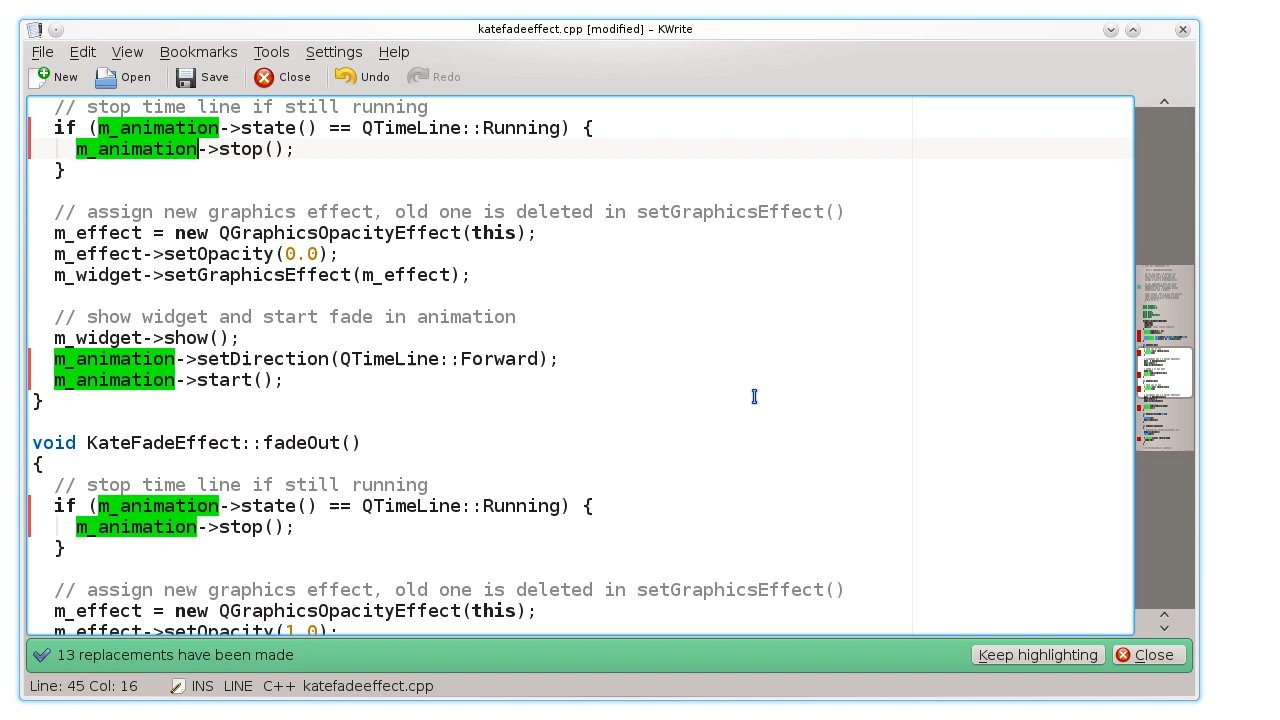 katefadeeffect.cpp [modified] – KWrite
File Edit View Bookmarks Tools Settings Help
New Open Save Close Undo Redo
// stop time line if still running
if (m_animation->state() == QTimeLine::Running) {
m_animation->stop();
}
// assign new graphics effect, old one is deleted in setGraphicsEffect()
m_effect = new QGraphicsOpacityEffect(this);
m_effect->setOpacity(0.0);
m_widget->setGraphicsEffect(m_effect);
// show widget and start fade in animation
m_widget->show();
m_animation->setDirection(QTimeLine::Forward);
m_animation->start();
}
void KateFadeEffect::fadeOut()
{
// stop time line if still running
if (m_animation->state() == QTimeLine::Running) {
m_animation->stop();
}
// assign new graphics effect, old one is deleted in setGraphicsEffect()
m_effect = new QGraphicsOpacityEffect(this);
m_effect->setOpacity(1.0);
13 replacements have been made Keep highlighting Close
Line: 45 Col: 16 INS LINE C++ katefadeeffect.cpp